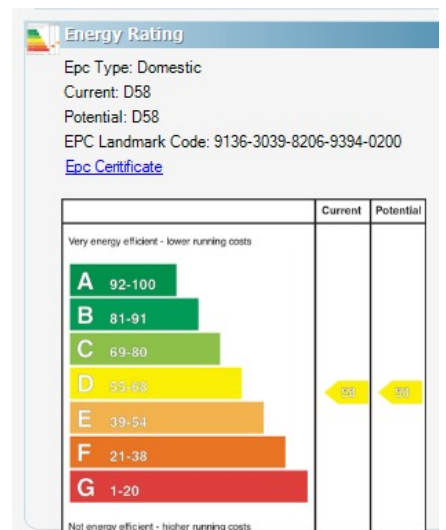 Energy Rating
Epc Type: Domestic
Current: D58
Potential: D58
EPC Landmark Code: 9136-3039-8206-9394-0200
Epc Ceritificate
Current Potential
Very energy efficient - lower running costs
A 92-100
B 81-91
C 69-80
D 55-68 58 58
E 39-54
F 21-38
G 1-20
Not energy efficient - higher running costs